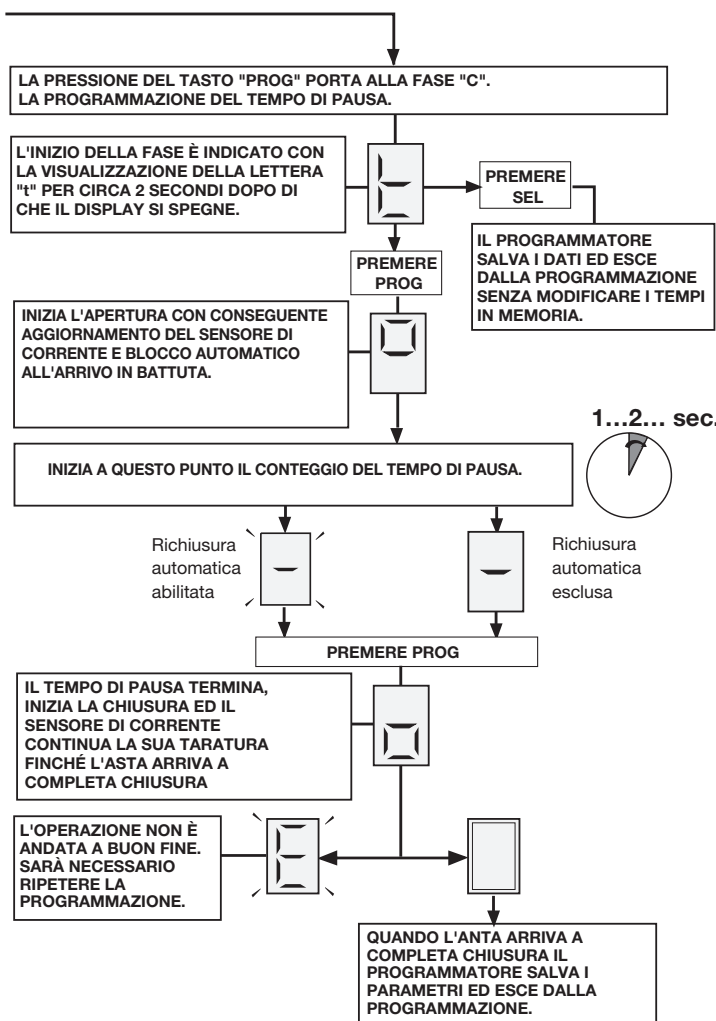 LA PRESSIONE DEL TASTO "PROG" PORTA ALLA FASE "C".
LA PROGRAMMAZIONE DEL TEMPO DI PAUSA.
L'INIZIO DELLA FASE È INDICATO CON
LA VISUALIZZAZIONE DELLA LETTERA
"t" PER CIRCA 2 SECONDI DOPO DI
CHE IL DISPLAY SI SPEGNE.
t
PREMERE
SEL
IL PROGRAMMATORE
SALVA I DATI ED ESCE
DALLA PROGRAMMAZIONE
SENZA MODIFICARE I TEMPI
IN MEMORIA.
PREMERE
PROG
INIZIA L'APERTURA CON CONSEGUENTE
AGGIORNAMENTO DEL SENSORE DI
CORRENTE E BLOCCO AUTOMATICO
ALL'ARRIVO IN BATTUTA.
o
1...2... sec.
INIZIA A QUESTO PUNTO IL CONTEGGIO DEL TEMPO DI PAUSA.
Richiusura
automatica
abilitata
–
–
Richiusura
automatica
esclusa
PREMERE PROG
IL TEMPO DI PAUSA TERMINA,
INIZIA LA CHIUSURA ED IL
SENSORE DI CORRENTE
CONTINUA LA SUA TARATURA
FINCHÉ L'ASTA ARRIVA A
COMPLETA CHIUSURA
o
L'OPERAZIONE NON È
ANDATA A BUON FINE.
SARÀ NECESSARIO
RIPETERE LA
PROGRAMMAZIONE.
E
QUANDO L'ANTA ARRIVA A
COMPLETA CHIUSURA IL
PROGRAMMATORE SALVA I
PARAMETRI ED ESCE DALLA
PROGRAMMAZIONE.